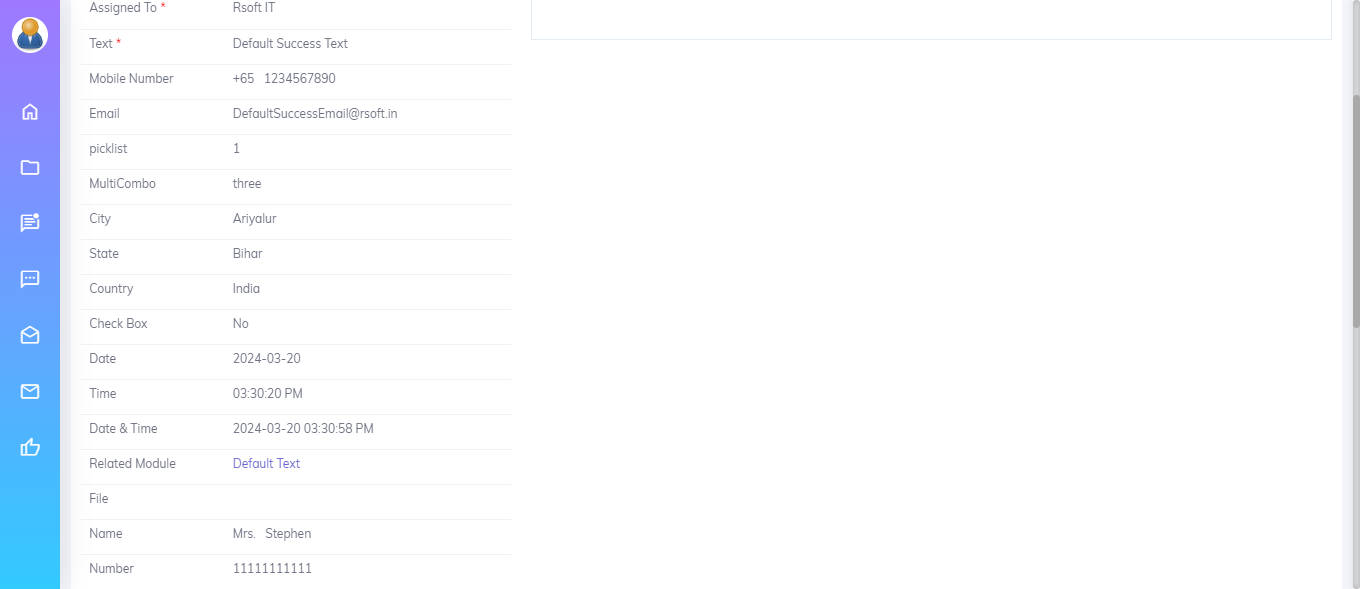 Assigned To * Rsoft IT
Text * Default Success Text
Mobile Number +65 1234567890
Email DefaultSuccessEmail@rsoft.in
picklist 1
MultiCombo three
City Ariyalur
State Bihar
Country India
Check Box No
Date 2024-03-20
Time 03:30:20 PM
Date & Time 2024-03-20 03:30:58 PM
Related Module Default Text
File
Name Mrs. Stephen
Number 11111111111